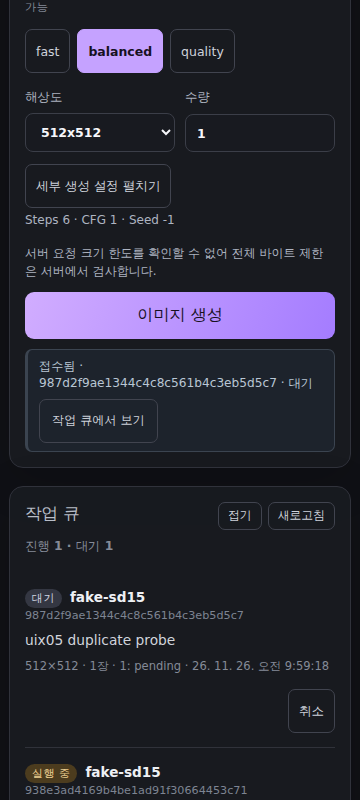 가능
fast balanced quality
해상도 수량
512x512 1
세부 생성 설정 펼치기
Steps 6 · CFG 1 · Seed -1
서버 요청 크기 한도를 확인할 수 없어 전체 바이트 제한
은 서버에서 검사합니다.
이미지 생성
접수됨 ·
987d2f9ae1344c4c8c561b4c3eb5d5c7 · 대기
작업 큐에서 보기
작업 큐 접기 새로고침
진행 1 · 대기 1
대기 fake-sd15
987d2f9ae1344c4c8c561b4c3eb5d5c7
uix05 duplicate probe
512×512 · 1장 · 1: pending · 26. 11. 26. 오전 9:59:18
취소
실행 중 fake-sd15
938e3ad4169b4be1ad91f30664453c71